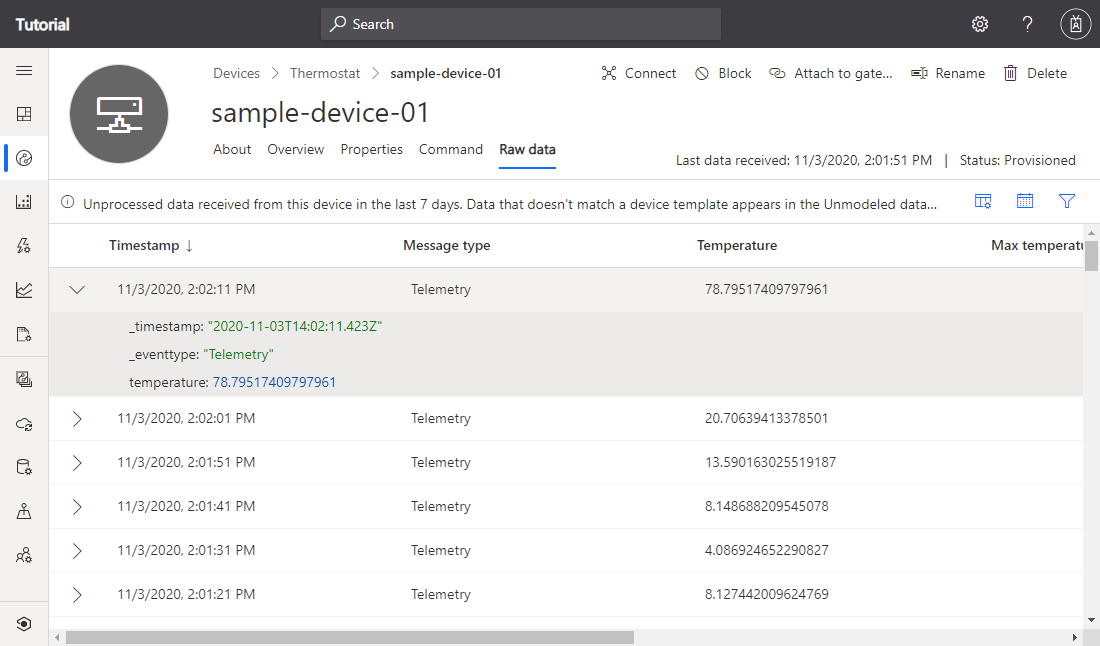 Tutorial
Search
?
Devices > Thermostat > sample-device-01
Connect Block Attach to gate... Rename Delete
sample-device-01
About Overview Properties Command Raw data
Last data received: 11/3/2020, 2:01:51 PM | Status: Provisioned
Unprocessed data received from this device in the last 7 days. Data that doesn't match a device template appears in the Unmodeled data...
Timestamp ↓ Message type Temperature Max temperatu
11/3/2020, 2:02:11 PM Telemetry 78.79517409797961
_timestamp: "2020-11-03T14:02:11.423Z"
_eventtype: "Telemetry"
temperature: 78.79517409797961
11/3/2020, 2:02:01 PM Telemetry 20.70639413378501
11/3/2020, 2:01:51 PM Telemetry 13.590163025519187
11/3/2020, 2:01:41 PM Telemetry 8.148688209545078
11/3/2020, 2:01:31 PM Telemetry 4.086924652290827
11/3/2020, 2:01:21 PM Telemetry 8.127442009624769